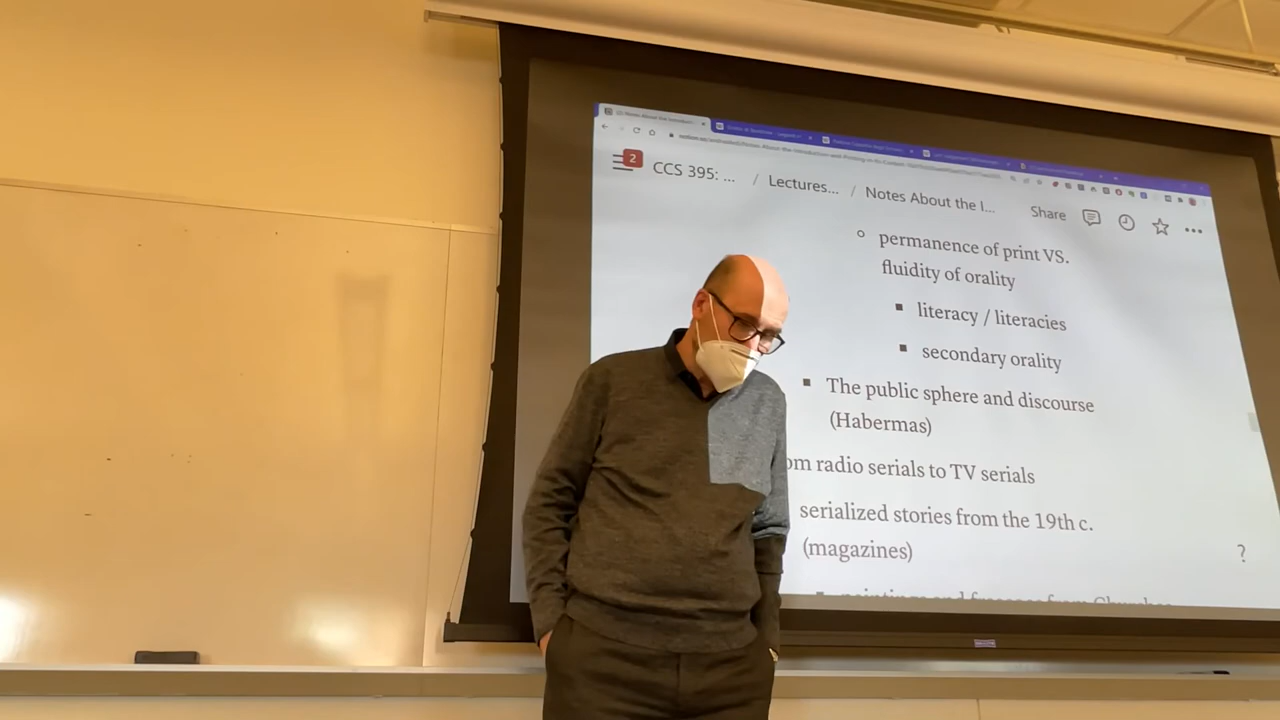 2
CCS 395: ... / Lectures... / Notes About the I...
Share
permanence of print VS.
fluidity of orality
literacy / literacies
secondary orality
The public sphere and discourse
(Habermas)
om radio serials to TV serials
serialized stories from the 19th c.
(magazines)
?